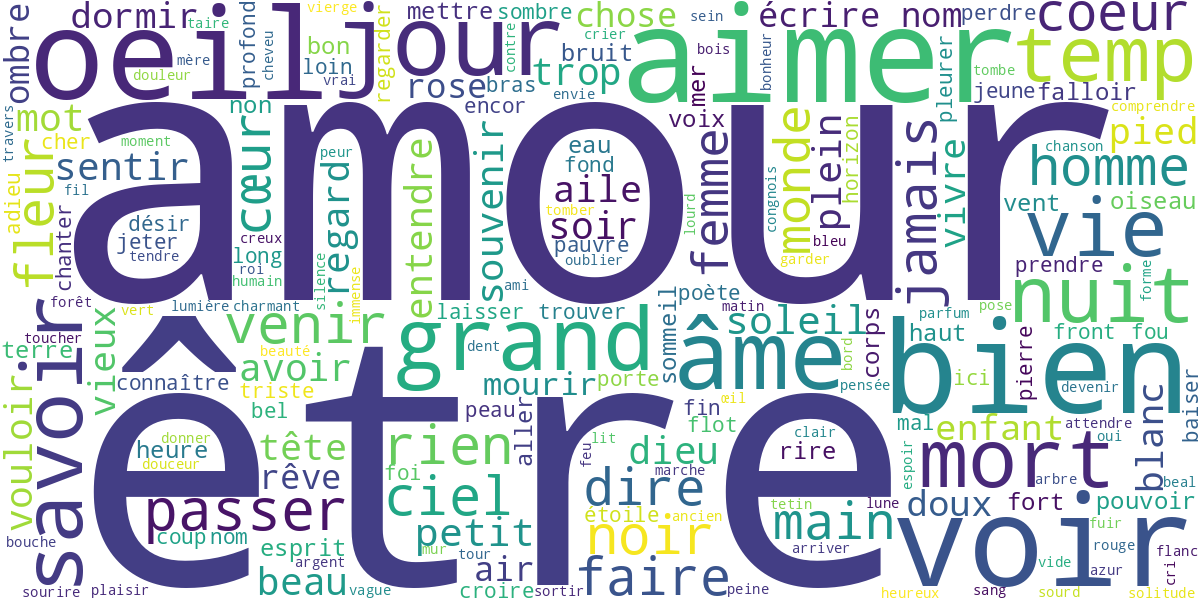 ombre
dormir
taire
oeil
profond
cheveu
vierge
bon
loin
vrai
jour
regarder
mettre
sombre
contre
rose
bras
encor
chose
crier
bruit
trop
envie
sein
bois
aimer
mer
voix
écrire
nom
bonheur
perdre
coeur
temp
tombe
jeune
falloir
pleurer
comprendre
pied
douleur
mère
travers
mot
cher
moment
non
amour
sentir
fil
adieu
fleur
chanter
désir
jeter
tendre
cœur
creux
long
roi
humain
peur
regard
silence
immense
entendre
souvenir
ami
eau
fond
aile
tomber
soir
pauvre
oublier
lourd
femme
congnois
monde
garder
plein
bleu
horizon
jamais
vivre
chanson
homme
vent
oiseau
vie
prendre
forme
nuit
pose
forêt
vert
lumière
charmant
toucher
terre
vieux
savoir
venir
beauté
avoir
triste
connaître
laisser
trouver
grand
dent
mourir
porte
poète
sommeil
matin
soleil
âme
bord
corps
pensée
parfum
haut
bien
ici
front
fou
pierre
devenir
baiser
blanc
vouloir
être
bel
peau
aller
fin
œil
flot
mal
enfant
attendre
oui
donner
heure
douceur
tête
rêve
rien
foi
feu
lit
dieu
clair
rire
espoir
mort
arbre
beal
passer
coup
nom
ciel
dire
marche
étoile
ancien
noir
tetin
main
lune
doux
fort
pouvoir
fuir
petit
mur
tour
esprit
argent
air
arriver
voir
rouge
flanc
cri
vide
azur
bouche
sourire
plaisir
beau
vague
croire
sortir
faire
peine
heureux
sang
sourd
solitude